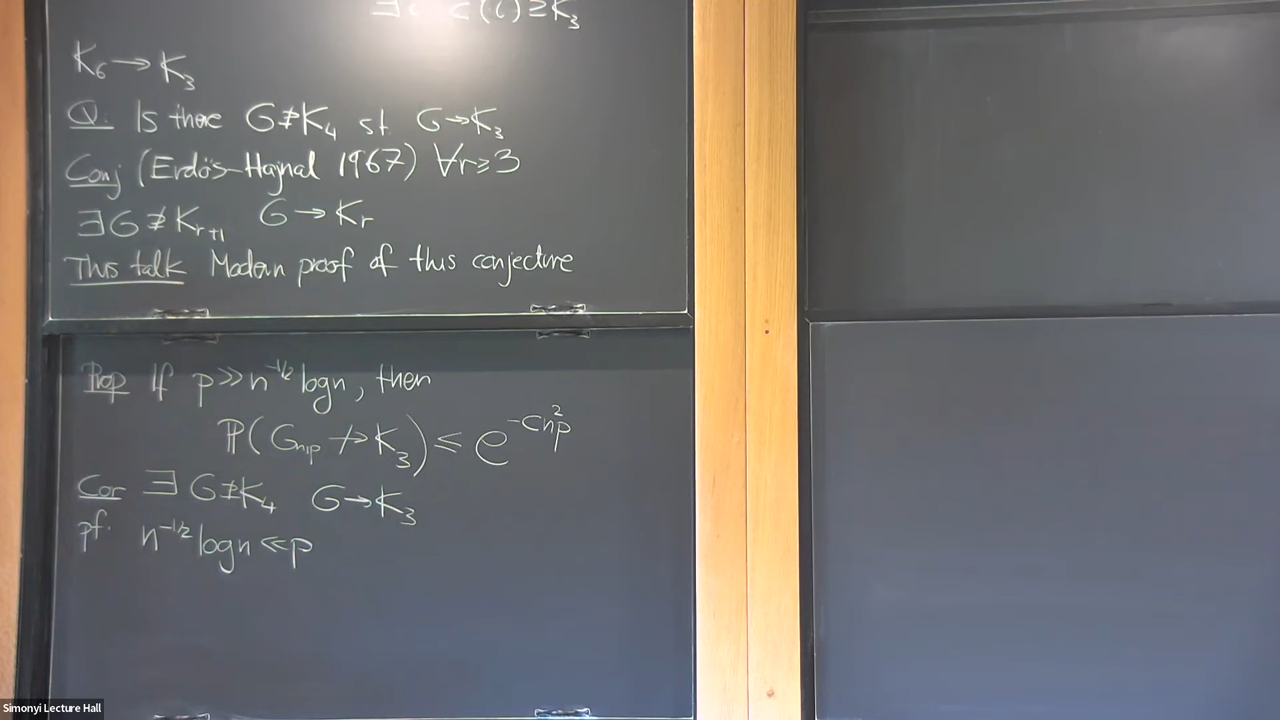 K₃
K₆ → K₃
Q: Is there G ⊉ K₄ st G → K₃
Conj (Erdős-Hajnal 1967) ∀r ≥ 3
∃G ⊉ K_{r+1} G → K_r
This talk Modern proof of this conjecture
Prop If p >> n^{-1/2} log n, then
ℙ(G_{n,p} ↛ K₃) ≤ e^{-cn²p}
Cor ∃ G ⊉ K₄ G → K₃
pf: n^{-1/2} log n << p
Simonyi Lecture Hall